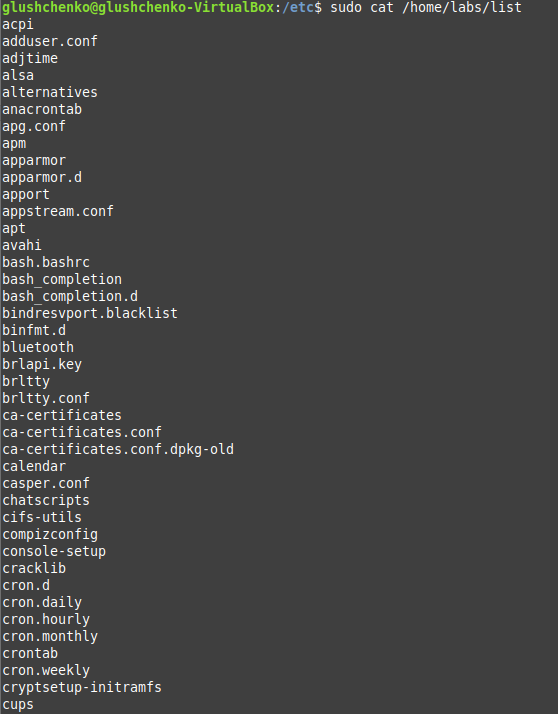 glushchenko@glushchenko-VirtualBox:/etc$ sudo cat /home/labs/list
acpi
adduser.conf
adjtime
alsa
alternatives
anacrontab
apg.conf
apm
apparmor
apparmor.d
apport
appstream.conf
apt
avahi
bash.bashrc
bash_completion
bash_completion.d
bindresvport.blacklist
binfmt.d
bluetooth
brlapi.key
brltty
brltty.conf
ca-certificates
ca-certificates.conf
ca-certificates.conf.dpkg-old
calendar
casper.conf
chatscripts
cifs-utils
compizconfig
console-setup
cracklib
cron.d
cron.daily
cron.hourly
cron.monthly
crontab
cron.weekly
cryptsetup-initramfs
cups